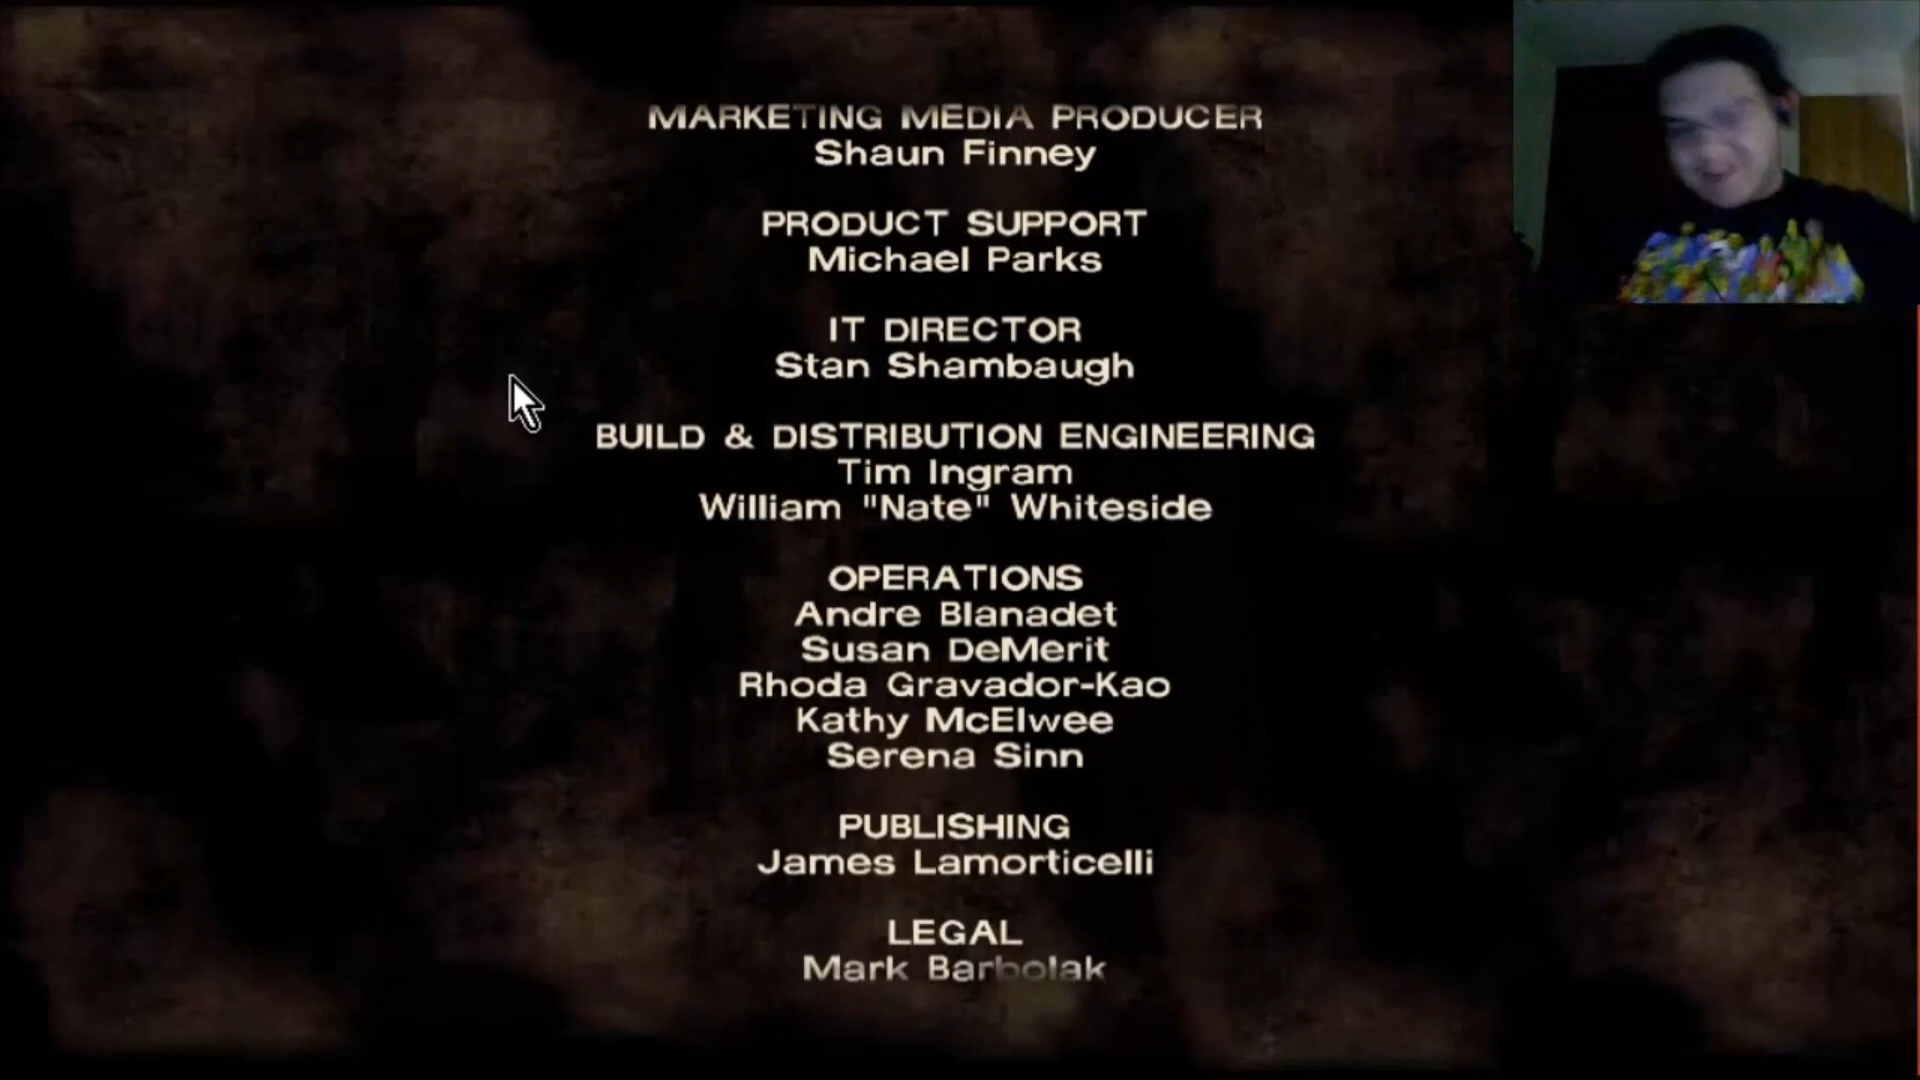 MARKETING MEDIA PRODUCER
Shaun Finney
PRODUCT SUPPORT
Michael Parks
IT DIRECTOR
Stan Shambaugh
BUILD & DISTRIBUTION ENGINEERING
Tim Ingram
William "Nate" Whiteside
OPERATIONS
Andre Blanadet
Susan DeMerit
Rhoda Gravador-Kao
Kathy McElwee
Serena Sinn
PUBLISHING
James Lamorticelli
LEGAL
Mark Barbolak